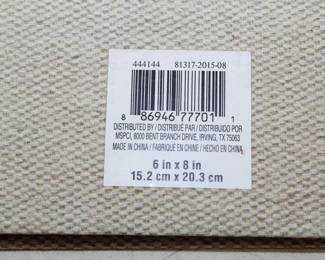 444144 81317-2015-08
8 86946 77701 1
DISTRIBUTED BY / DISTRIBUÉ PAR / DISTRIBUIDO POR
MSPCI, 8000 BENT BRANCH DRIVE, IRVING, TX 75063
MADE IN CHINA / FABRIQUÉ EN CHINE / HECHO EN CHINA
6 in x 8 in
15.2 cm x 20.3 cm